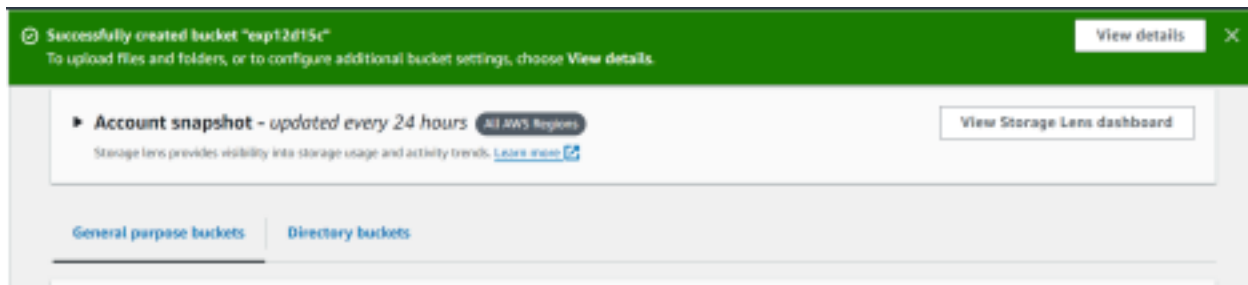 Successfully created bucket "exp12d15c"
To upload files and folders, or to configure additional bucket settings, choose View details.
View details
Account snapshot - updated every 24 hours All AWS Regions
View Storage Lens dashboard
Storage lens provides visibility into storage usage and activity trends. Learn more
General purpose buckets
Directory buckets